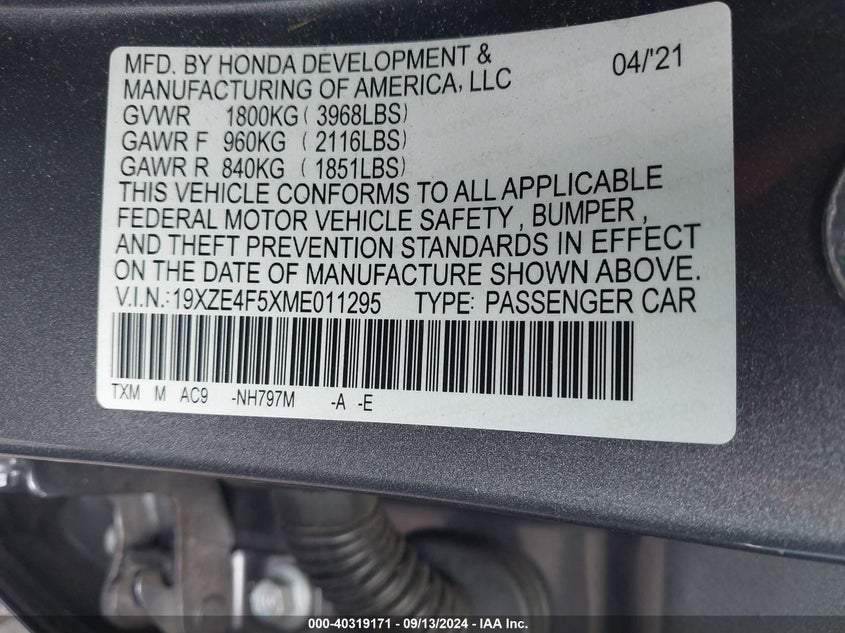 MFD. BY HONDA DEVELOPMENT & 04/'21
MANUFACTURING OF AMERICA, LLC
GVWR 1800KG ( 3968LBS)
GAWR F 960KG ( 2116LBS)
GAWR R 840KG ( 1851LBS)
THIS VEHICLE CONFORMS TO ALL APPLICABLE
FEDERAL MOTOR VEHICLE SAFETY , BUMPER ,
AND THEFT PREVENTION STANDARDS IN EFFECT
ON THE DATE OF MANUFACTURE SHOWN ABOVE.
V.I.N.: 19XZE4F5XME011295 TYPE: PASSENGER CAR
TXM M AC9 -NH797M -A -E
000-40319171 - 09/13/2024 - IAA Inc.